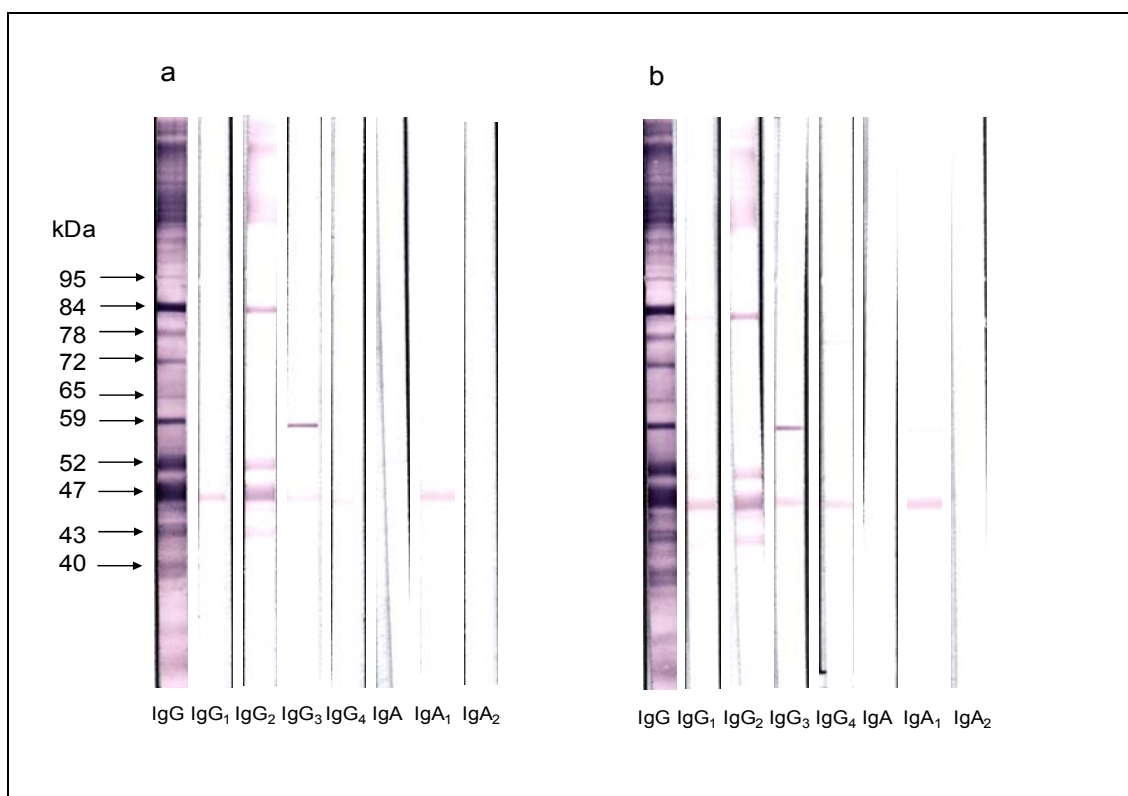 a
b
kDa
95
84
78
72
65
59
52
47
43
40
IgG IgG₁ IgG₂ IgG₃ IgG₄ IgA IgA₁ IgA₂
IgG IgG₁ IgG₂ IgG₃ IgG₄ IgA IgA₁ IgA₂